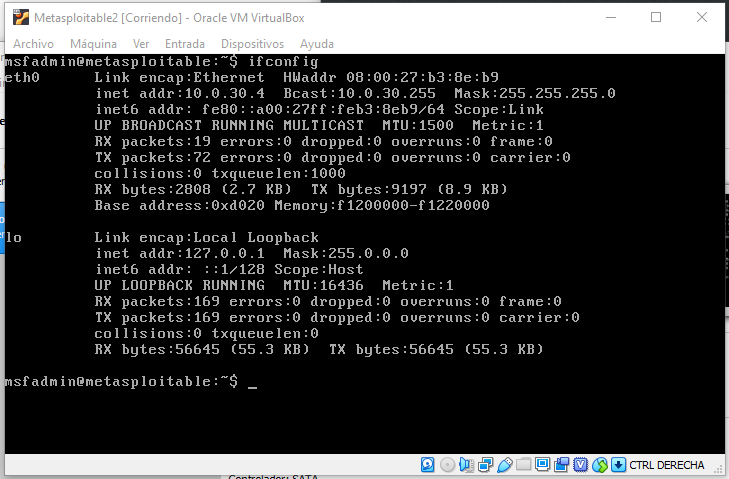 Metasploitable2 [Corriendo] - Oracle VM VirtualBox
Archivo Máquina Ver Entrada Dispositivos Ayuda
msfadmin@metasploitable:~$ ifconfig
eth0 Link encap:Ethernet HWaddr 08:00:27:b3:8e:b9
inet addr:10.0.30.4 Bcast:10.0.30.255 Mask:255.255.255.0
inet6 addr: fe80::a00:27ff:feb3:8eb9/64 Scope:Link
UP BROADCAST RUNNING MULTICAST MTU:1500 Metric:1
RX packets:19 errors:0 dropped:0 overruns:0 frame:0
TX packets:72 errors:0 dropped:0 overruns:0 carrier:0
collisions:0 txqueuelen:1000
RX bytes:2808 (2.7 KB) TX bytes:9197 (8.9 KB)
Base address:0xd020 Memory:f1200000-f1220000
lo Link encap:Local Loopback
inet addr:127.0.0.1 Mask:255.0.0.0
inet6 addr: ::1/128 Scope:Host
UP LOOPBACK RUNNING MTU:16436 Metric:1
RX packets:169 errors:0 dropped:0 overruns:0 frame:0
TX packets:169 errors:0 dropped:0 overruns:0 carrier:0
collisions:0 txqueuelen:0
RX bytes:56645 (55.3 KB) TX bytes:56645 (55.3 KB)
msfadmin@metasploitable:~$ _
CTRL DERECHA
Controlador: SATA